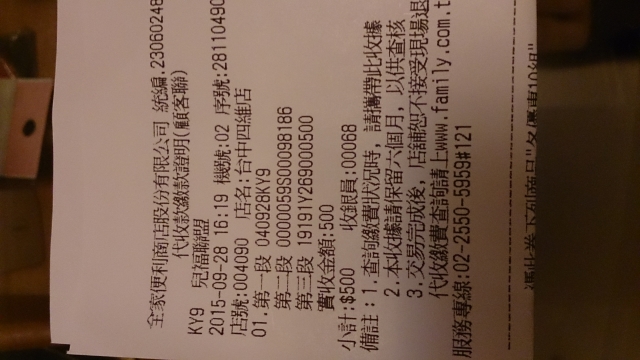 全家便利商店股份有限公司 統編.23060248
代收款繳款證明(顧客聯)
KY9 兒福聯盟
2015-09-28 16:19 機號:02 序號:28110490
店號:004090 店名:台中四維店
01.第一段 040928KY9
第二段 0000059S00098186
第三段 19191Y269000500
實收金額:500
小計:$500 收銀員:00068
備註:1.查詢繳費狀況時，請攜帶此收據
2.本收據請保留六個月，以供查核
3.交易完成後，店舖恕不接受現場退
代收繳費查詢請上www.family.com.t
服務專線:02-2550-5959#121